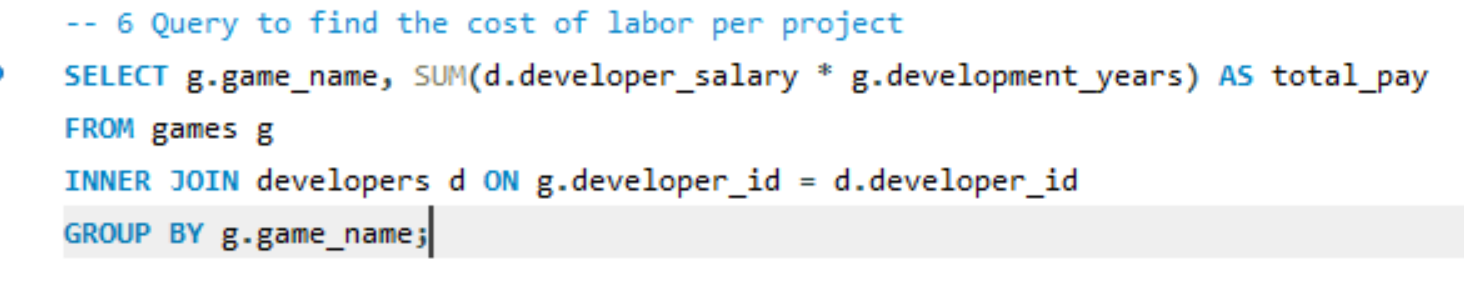 -- 6 Query to find the cost of labor per project
SELECT g.game_name, SUM(d.developer_salary * g.development_years) AS total_pay
FROM games g
INNER JOIN developers d ON g.developer_id = d.developer_id
GROUP BY g.game_name;